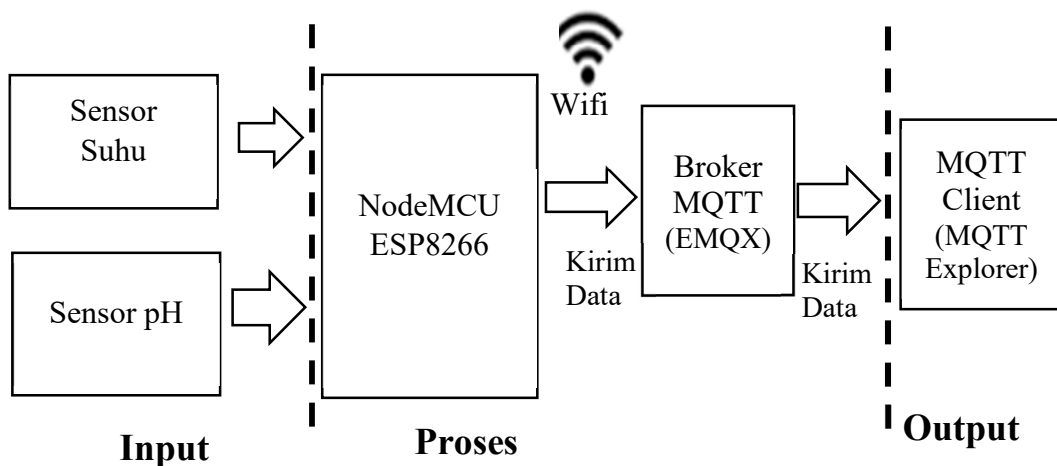 Sensor
Suhu
Sensor pH
NodeMCU
ESP8266
Wifi
Kirim
Data
Broker
MQTT
(EMQX)
Kirim
Data
MQTT
Client
(MQTT
Explorer)
Input
Proses
Output